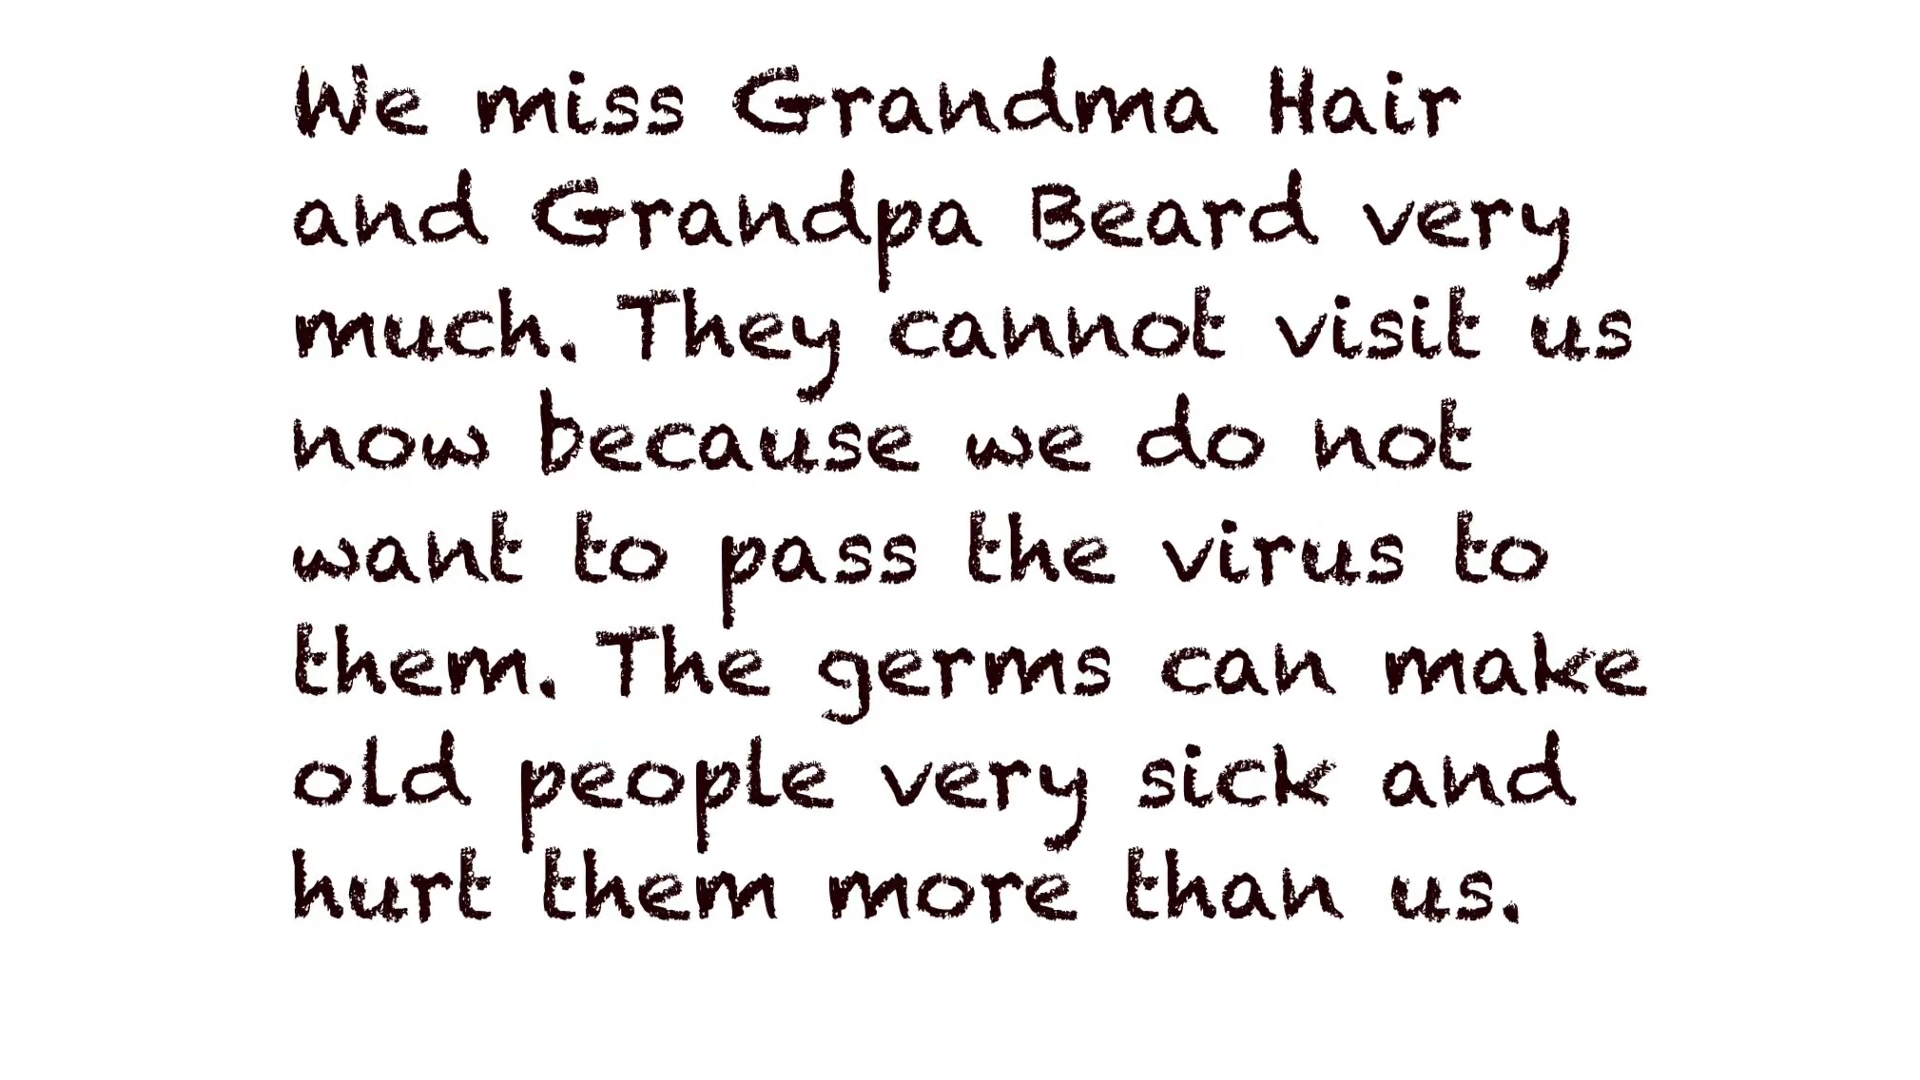 We miss Grandma Hair
and Grandpa Beard very
much. They cannot visit us
now because we do not
want to pass the virus to
them. The germs can make
old people very sick and
hurt them more than us.